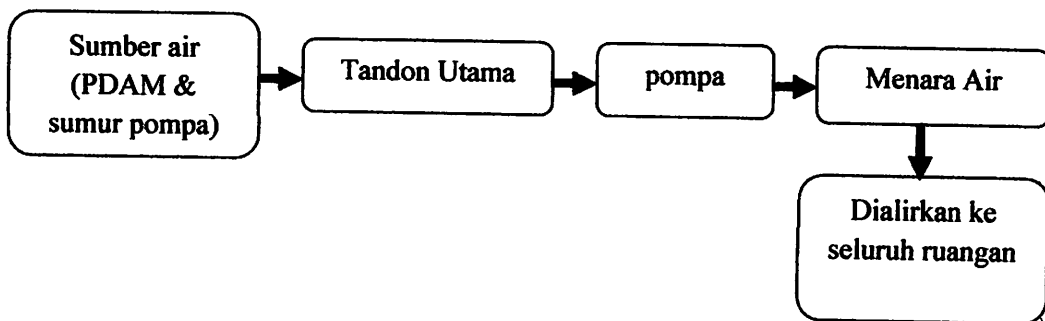 Sumber air
(PDAM &
sumur pompa)
Tandon Utama
pompa
Menara Air
Dialirkan ke
seluruh ruangan